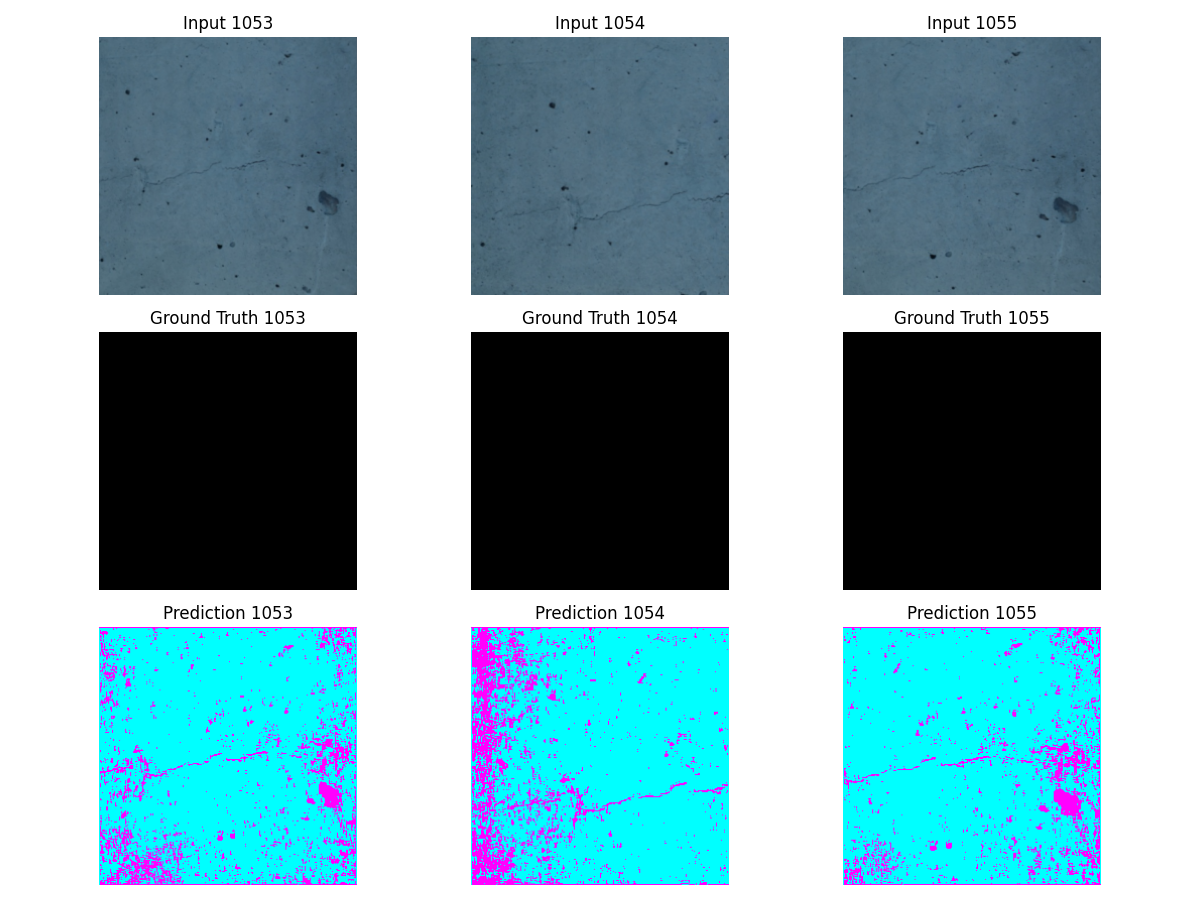 Input 1053
Input 1054
Input 1055
Ground Truth 1053
Ground Truth 1054
Ground Truth 1055
Prediction 1053
Prediction 1054
Prediction 1055